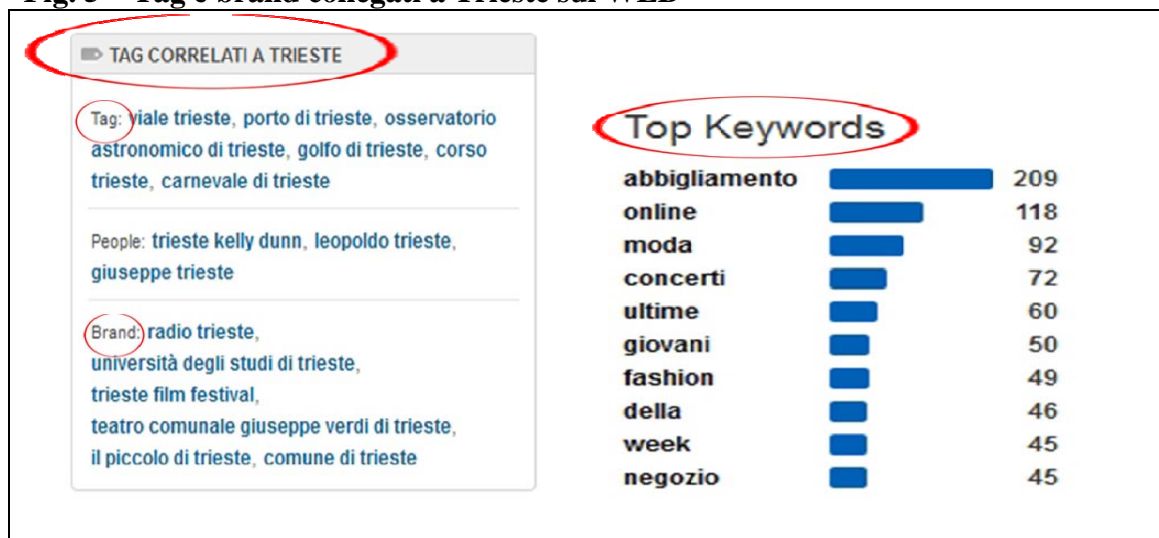 TAG CORRELATI A TRIESTE
Tag: viale trieste, porto di trieste, osservatorio
astronomico di trieste, golfo di trieste, corso
trieste, carnevale di trieste
People: trieste kelly dunn, leopoldo trieste,
giuseppe trieste
Brand: radio trieste,
università degli studi di trieste,
trieste film festival,
teatro comunale giuseppe verdi di trieste,
il piccolo di trieste, comune di trieste
Top Keywords
abbigliamento 209
online 118
moda 92
concerti 72
ultime 60
giovani 50
fashion 49
della 46
week 45
negozio 45